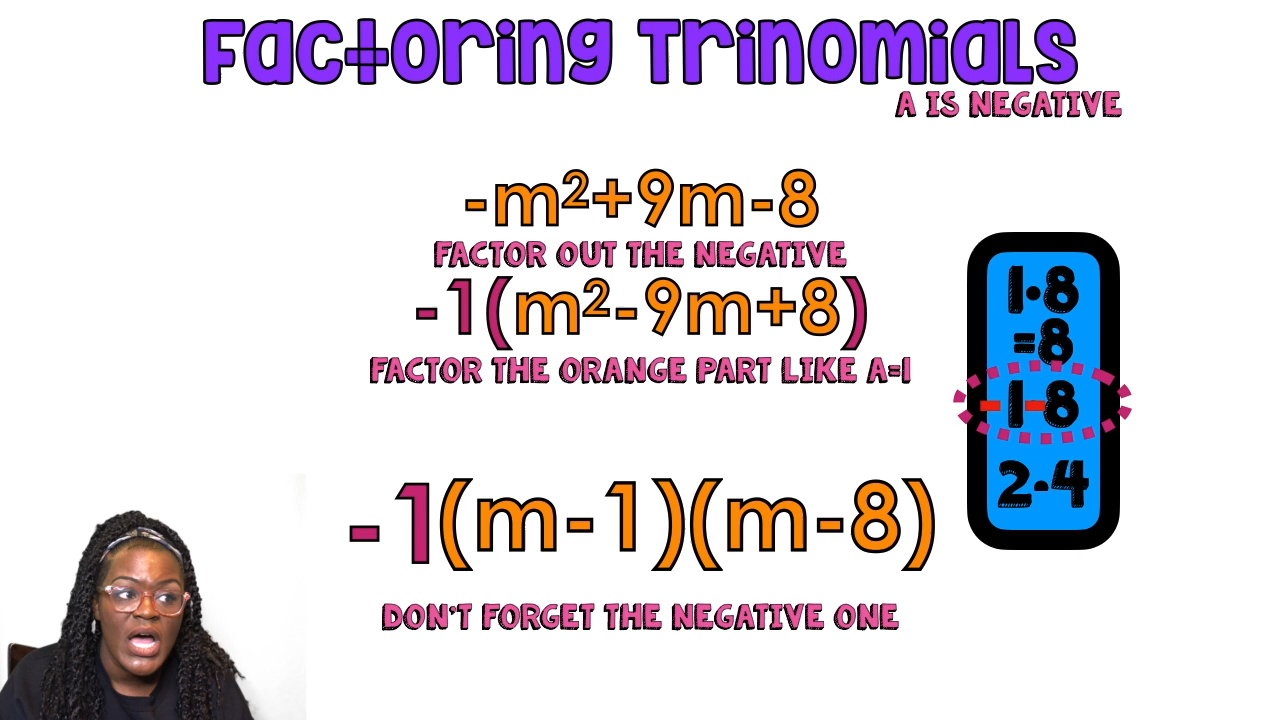 Factoring Trinomials
A IS NEGATIVE
-m²+9m-8
FACTOR OUT THE NEGATIVE
-1(m²-9m+8)
FACTOR THE ORANGE PART LIKE A=1
1·8
=8
-1-8
2·4
-1(m-1)(m-8)
DON'T FORGET THE NEGATIVE ONE